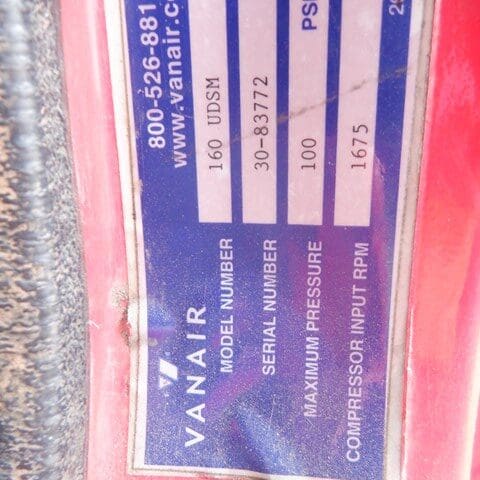 VANAIR
800-526-881
www.vanair.
MODEL NUMBER 160 UDSM
SERIAL NUMBER 30-83772
MAXIMUM PRESSURE 100 PSI
COMPRESSOR INPUT RPM 1675